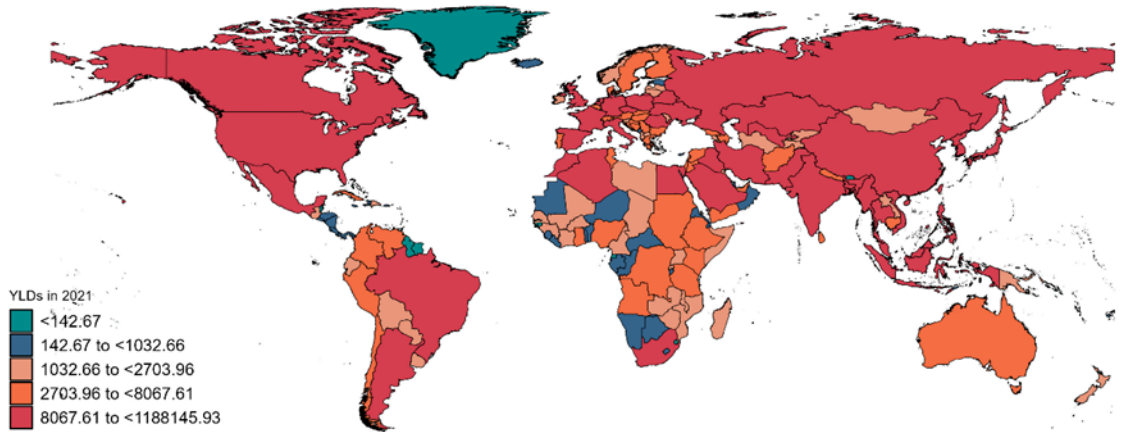 YLDs in 2021
<142.67
142.67 to <1032.66
1032.66 to <2703.96
2703.96 to <8067.61
8067.61 to <1188145.93